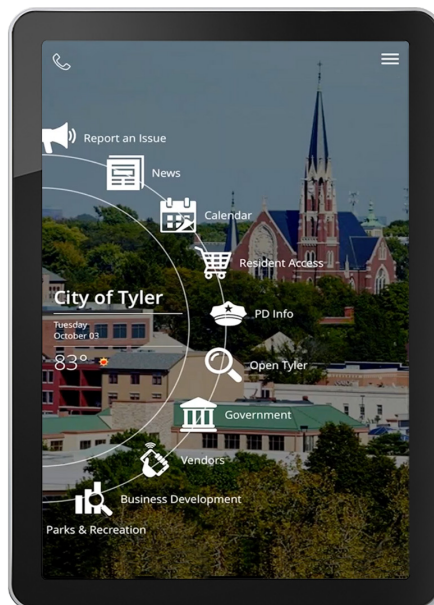 Report an Issue
News
Calendar
Resident Access
City of Tyler
PD Info
Tuesday
October 03
83°
Open Tyler
Government
Vendors
Business Development
Parks & Recreation